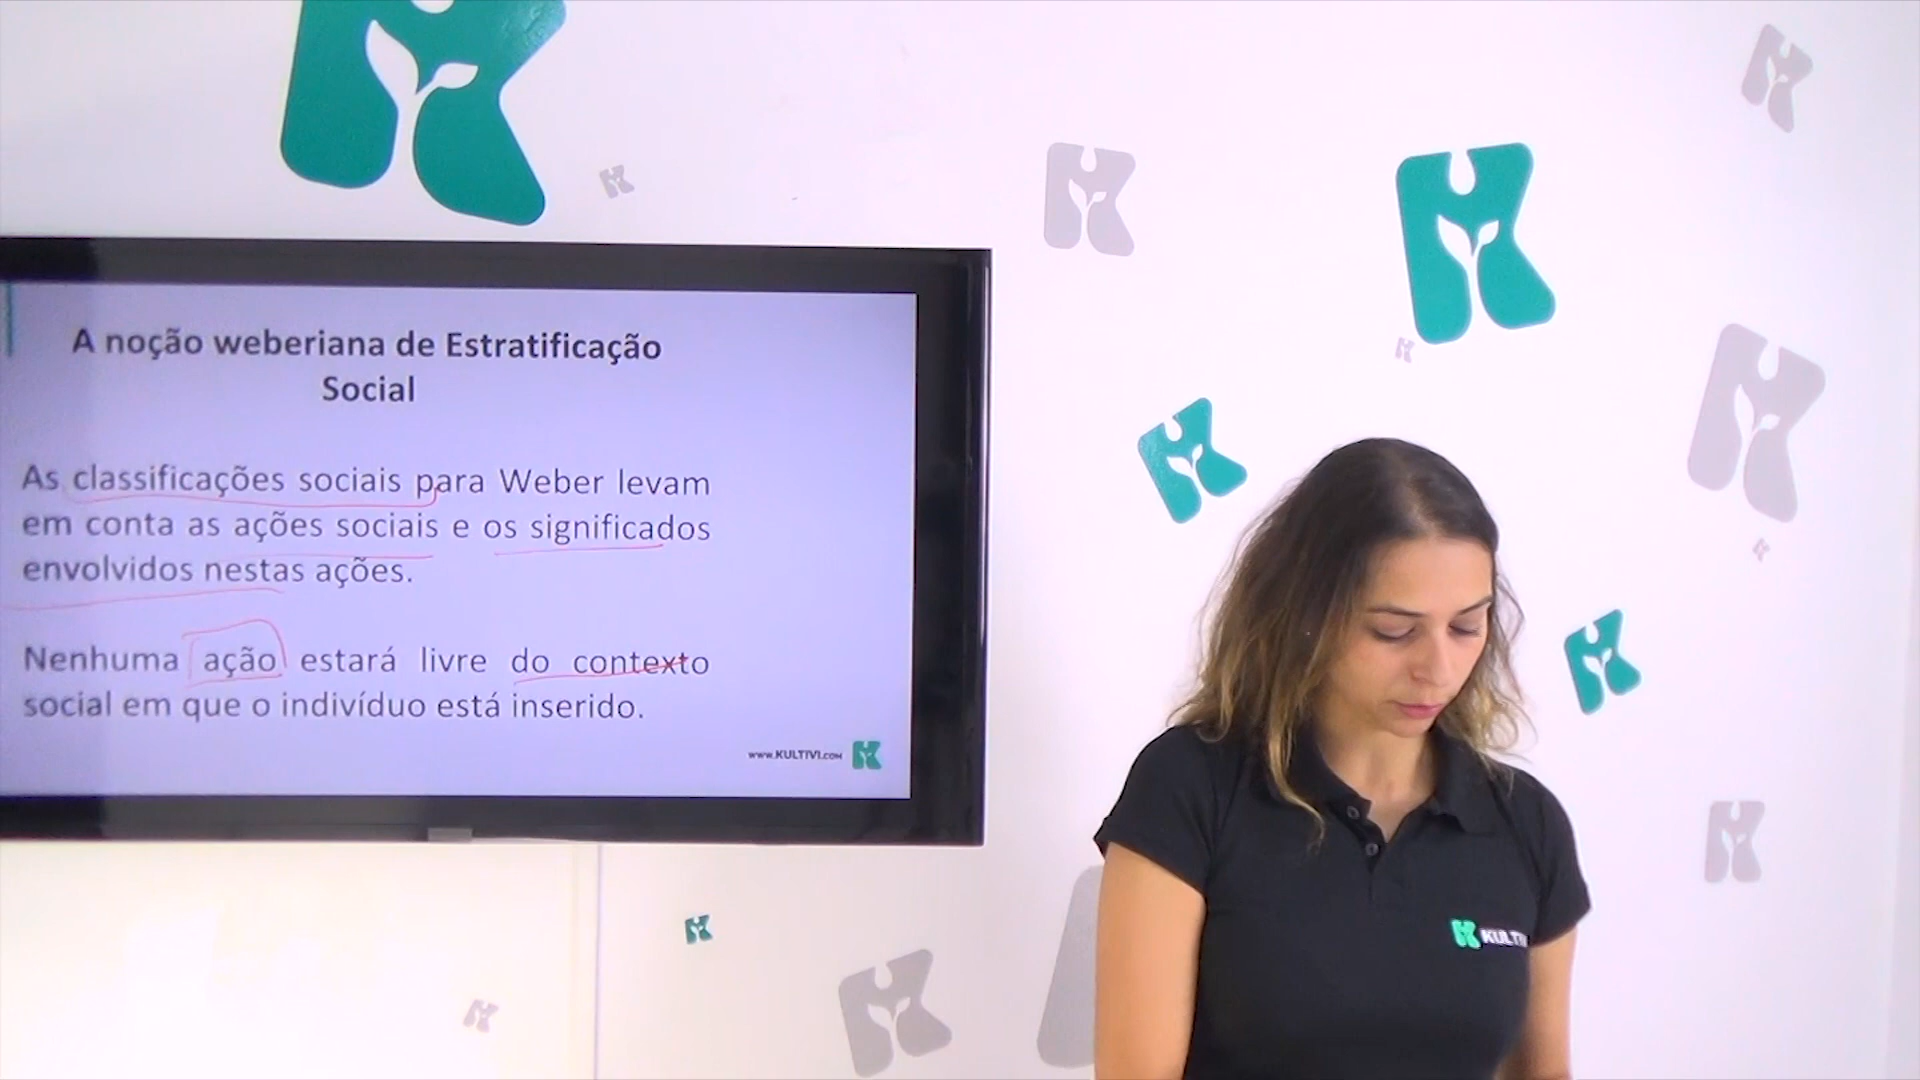 A noção weberiana de Estratificação
Social
As classificações sociais para Weber levam
em conta as ações sociais e os significados
envolvidos nestas ações.
Nenhuma ação estará livre do contexto
social em que o indivíduo está inserido.
www.KULTIVI.COM